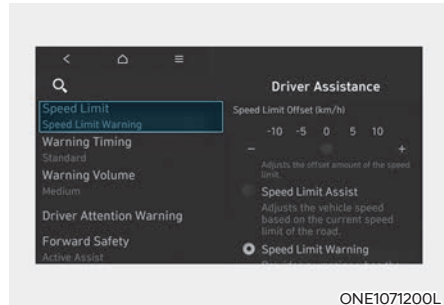 Driver Assistance
Speed Limit
Speed Limit Warning
Warning Timing
Standard
Warning Volume
Medium
Driver Attention Warning
Forward Safety
Active Assist
Speed Limit Offset (km/h)
-10 -5 0 5 10
− +
Adjusts the offset amount of the speed
limit.
Speed Limit Assist
Adjusts the vehicle speed
based on the current speed
limit of the road.
Speed Limit Warning
ONE1071200L